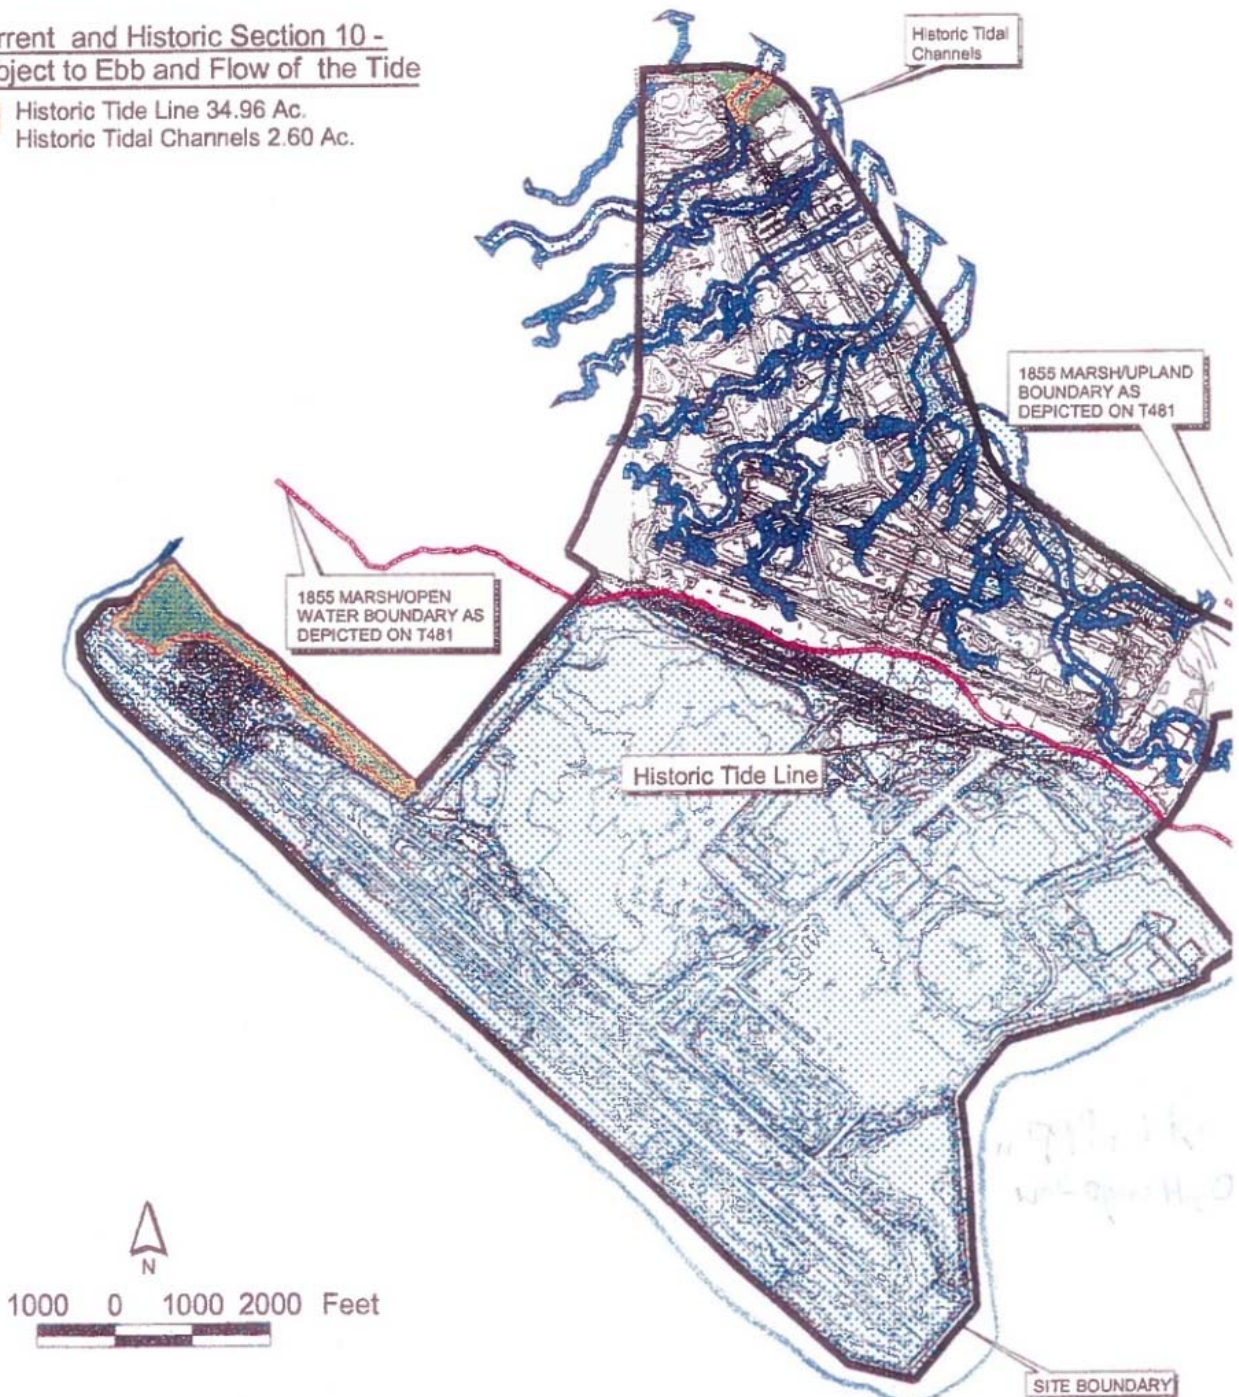 rrent and Historic Section 10 -
bject to Ebb and Flow of the Tide
Historic Tide Line 34.96 Ac.
Historic Tidal Channels 2.60 Ac.
Historic Tidal
Channels
1855 MARSH/UPLAND
BOUNDARY AS
DEPICTED ON T481
1855 MARSH/OPEN
WATER BOUNDARY AS
DEPICTED ON T481
Historic Tide Line
N
1000 0 1000 2000 Feet
SITE BOUNDARY